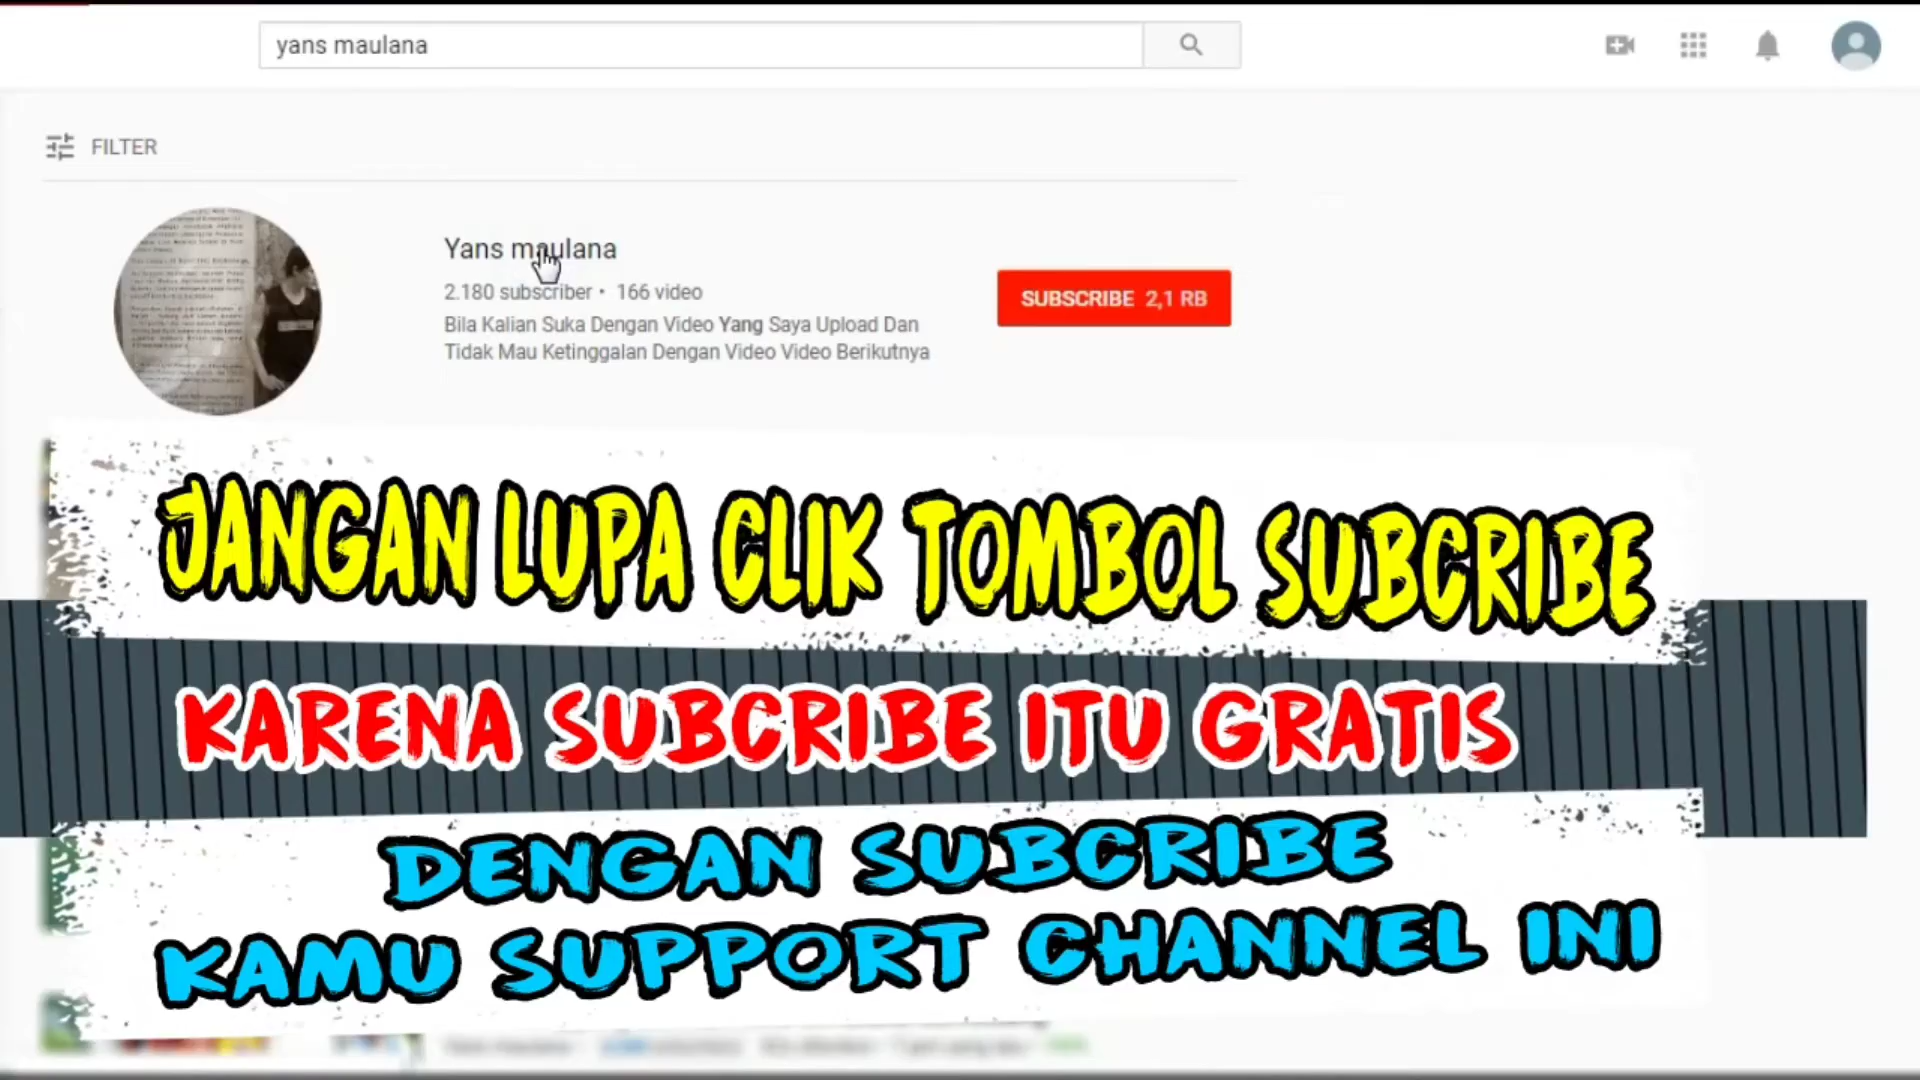 yans maulana
FILTER
Yans maulana
2.180 subscriber • 166 video
SUBSCRIBE 2,1 RB
Bila Kalian Suka Dengan Video Yang Saya Upload Dan
Tidak Mau Ketinggalan Dengan Video Video Berikutnya
JANGAN LUPA CLIK TOMBOL SUBCRIBE
KARENA SUBCRIBE ITU GRATIS
DENGAN SUBCRIBE
KAMU SUPPORT CHANNEL INI